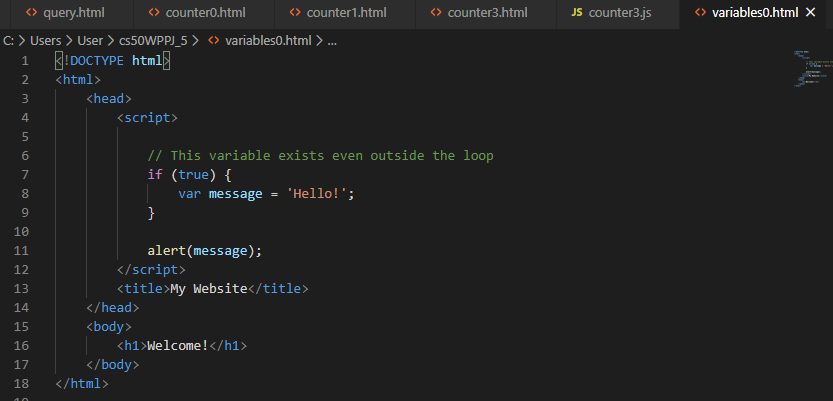 query.html counter0.html counter1.html counter3.html JS counter3.js variables0.html
C: > Users > User > cs50WPPJ_5 > variables0.html > ...
1 <!DOCTYPE html>
2 <html>
3 <head>
4 <script>
5
6 // This variable exists even outside the loop
7 if (true) {
8 var message = 'Hello!';
9 }
10
11 alert(message);
12 </script>
13 <title>My Website</title>
14 </head>
15 <body>
16 <h1>Welcome!</h1>
17 </body>
18 </html>